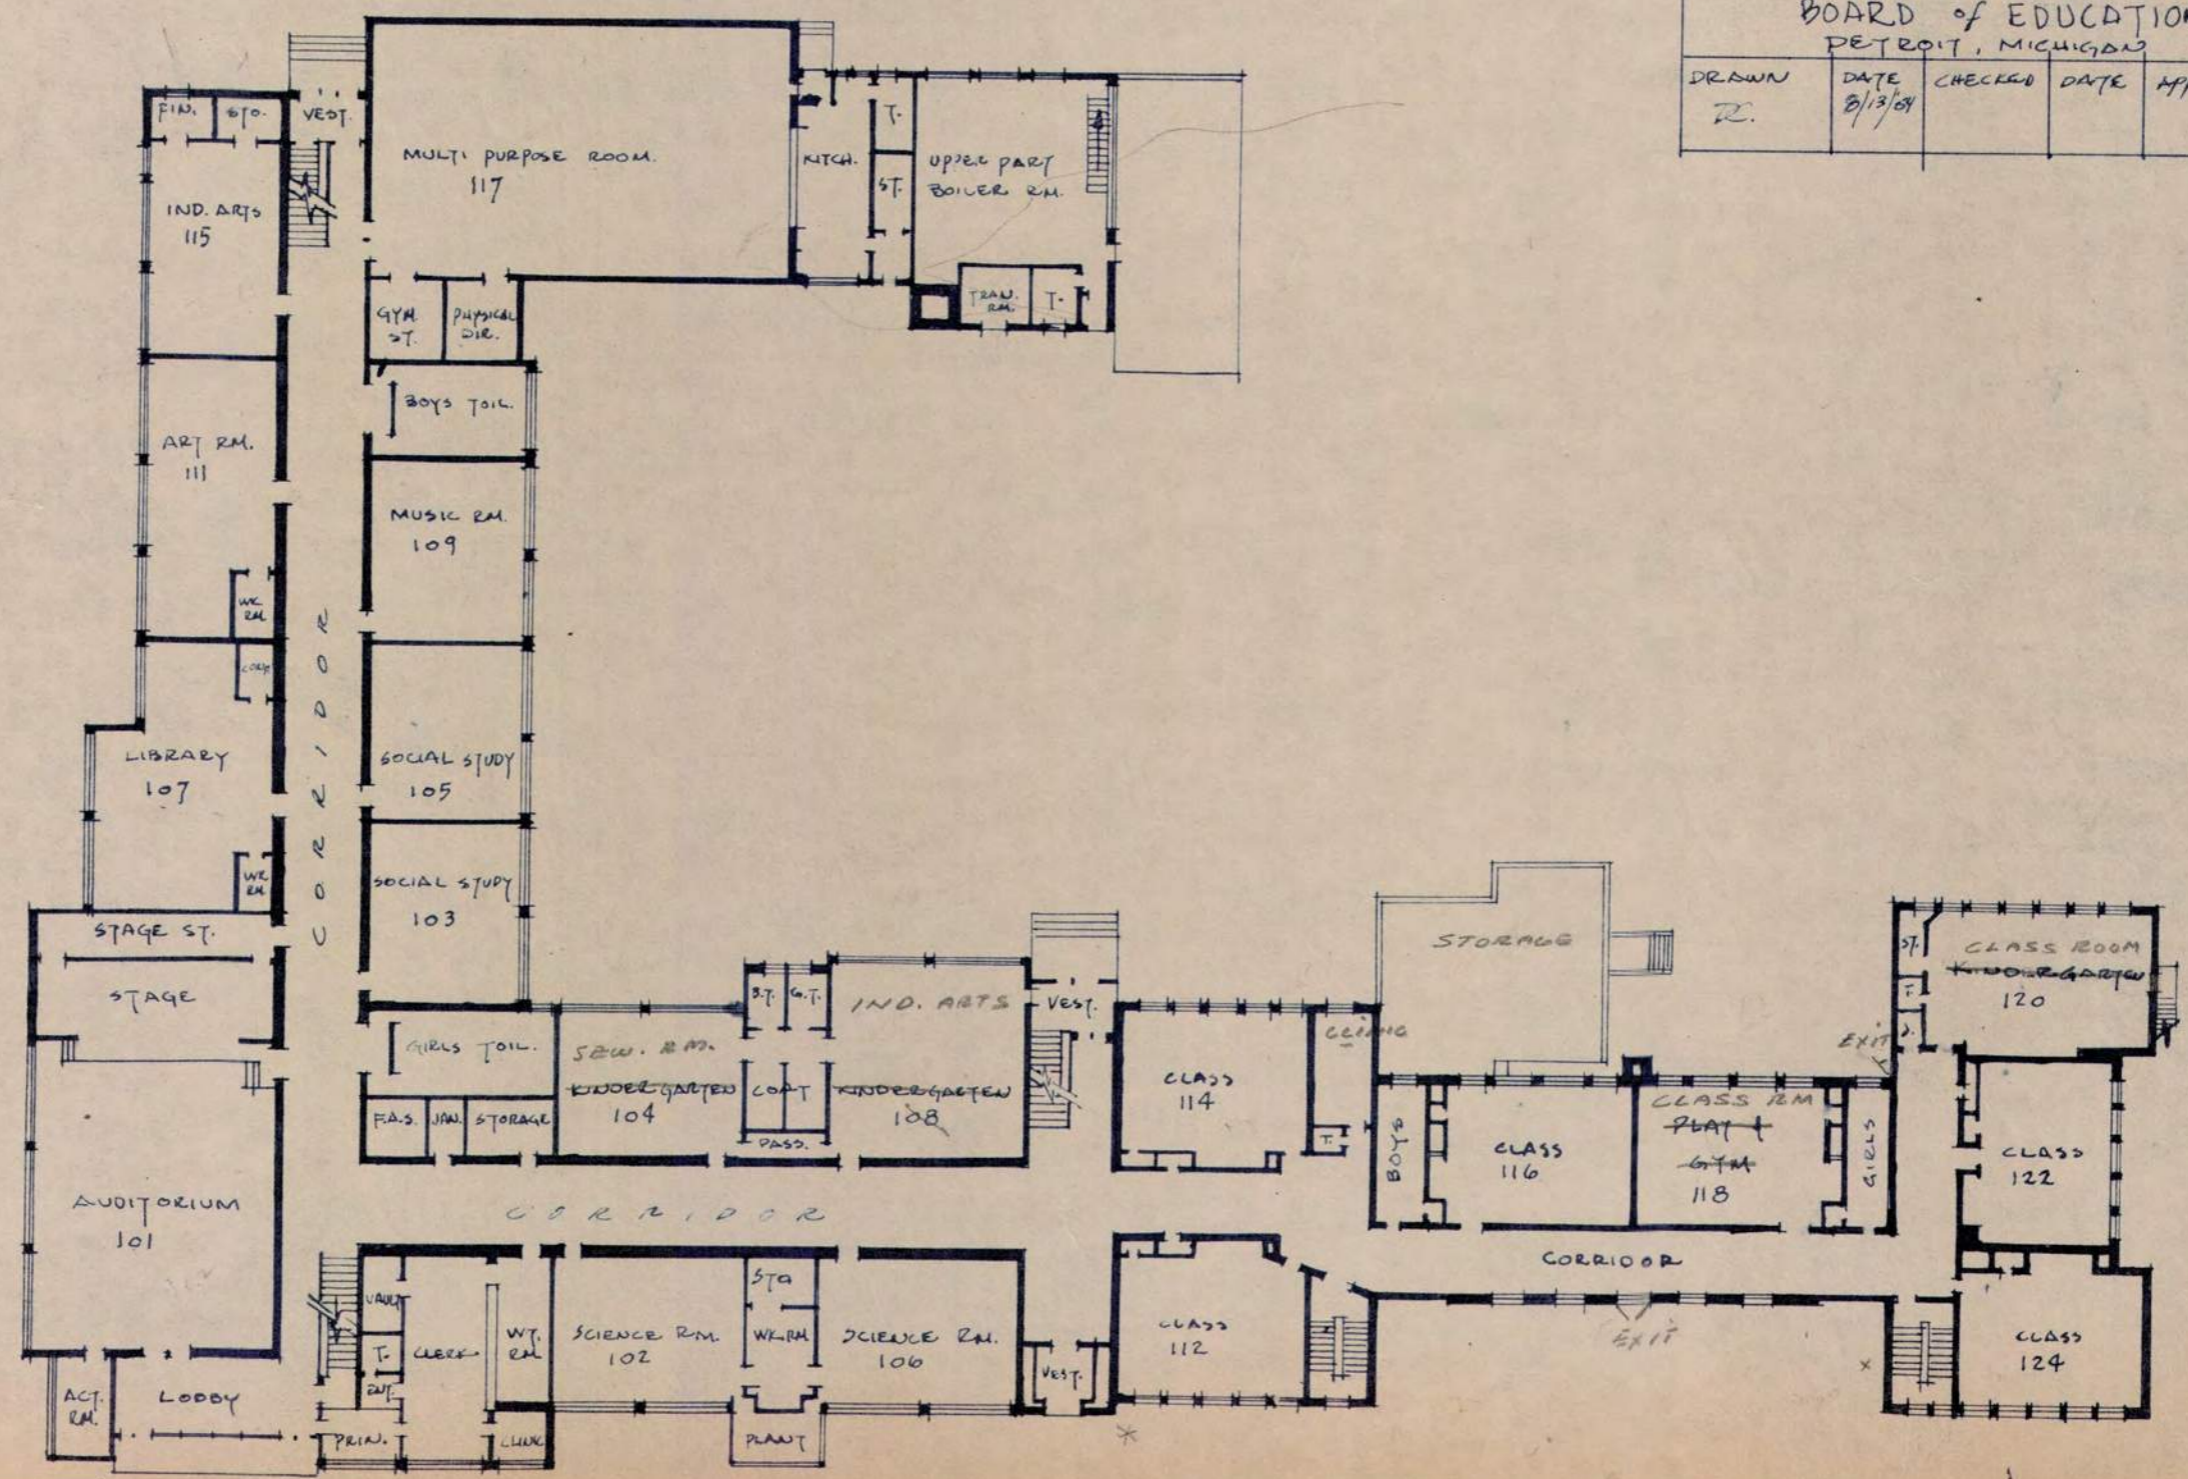 BOARD of EDUCATION
DETROIT, MICHIGAN
DRAWN
DATE
8/13/64
CHECKED
DATE
FIN.
STO.
VEST.
IND. ARTS
115
MULTI PURPOSE ROOM.
117
KITCH.
T.
ST.
UPPER PART
BOILER RM.
TRAN.
RM.
T.
GYM
ST.
PHYSICAL
DIR.
BOYS TOIL.
ART RM.
111
WK
RM
MUSIC RM.
109
CORRIDOR
CONF
LIBRARY
107
WK
RM
SOCIAL STUDY
105
SOCIAL STUDY
103
STAGE ST.
STAGE
AUDITORIUM
101
ACT.
RM.
LOBBY
GIRLS TOIL.
F.A.S.
JAN.
STORAGE
SEW. RM.
KINDERGARTEN
104
B.T.
G.T.
COAT
PASS.
IND. ARTS
KINDERGARTEN
108
VEST.
CORRIDOR
VAULT
T.
ENT.
CLERK
PRIN.
WT.
RM
CLINIC
SCIENCE RM.
102
STO
WK.RM
PLANT
SCIENCE RM.
106
VEST.
CLASS
114
CLINIC
T.
CLASS
112
STORAGE
BOYS
CLASS
116
CLASS RM
PLAY &
GYM
118
GIRLS
CORRIDOR
EXIT
EXIT
ST.
T.
J.
CLASS ROOM
KINDERGARTEN
120
CLASS
122
CLASS
124